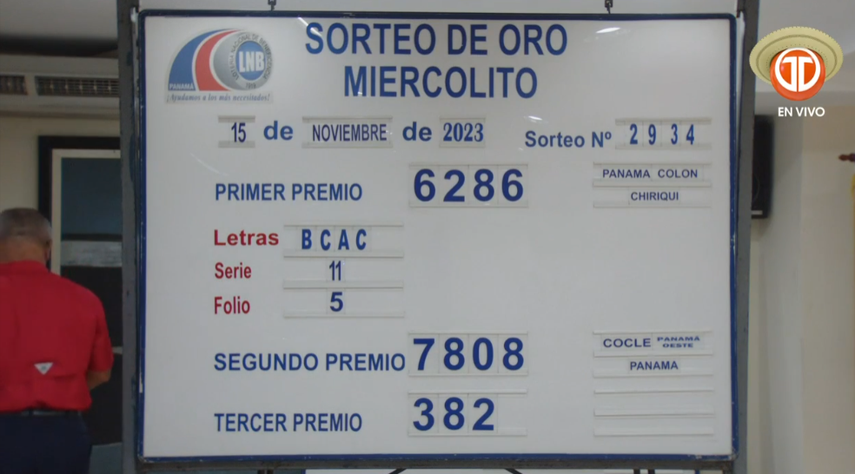 SORTEO DE ORO
MIERCOLITO
LNB
PANAMÁ
¡Ayudamos a los más necesitados!
EN VIVO
15 de NOVIEMBRE de 2023
Sorteo Nº 2934
PRIMER PREMIO 6286
PANAMA COLON
CHIRIQUI
Letras BCAC
Serie 11
Folio 5
SEGUNDO PREMIO 7808
COCLE PANAMA OESTE
PANAMA
TERCER PREMIO 382